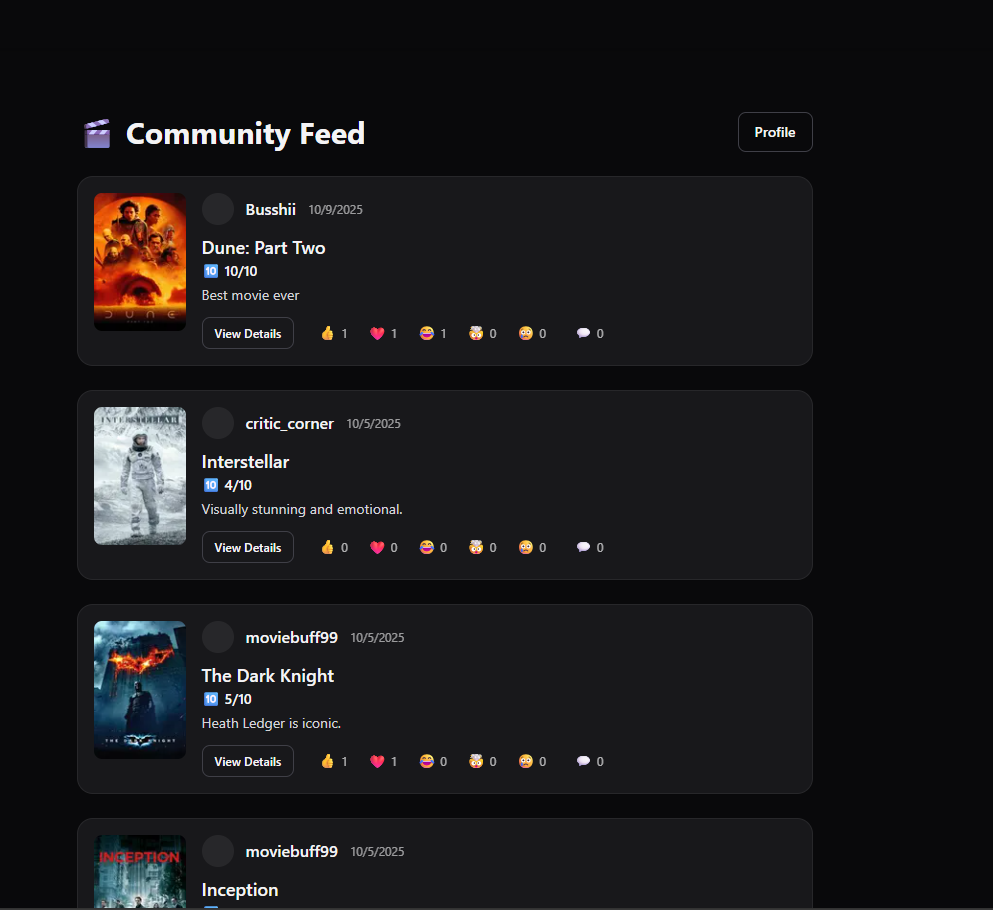 Community Feed
Profile
Busshii 10/9/2025
Dune: Part Two
10 10/10
Best movie ever
View Details 1 1 1 0 0 0
DUNE
INTERSTELLAR
critic_corner 10/5/2025
Interstellar
10 4/10
Visually stunning and emotional.
View Details 0 0 0 0 0 0
moviebuff99 10/5/2025
The Dark Knight
10 5/10
Heath Ledger is iconic.
THE DARK KNIGHT
View Details 1 1 0 0 0 0
INCEPTION
moviebuff99 10/5/2025
Inception